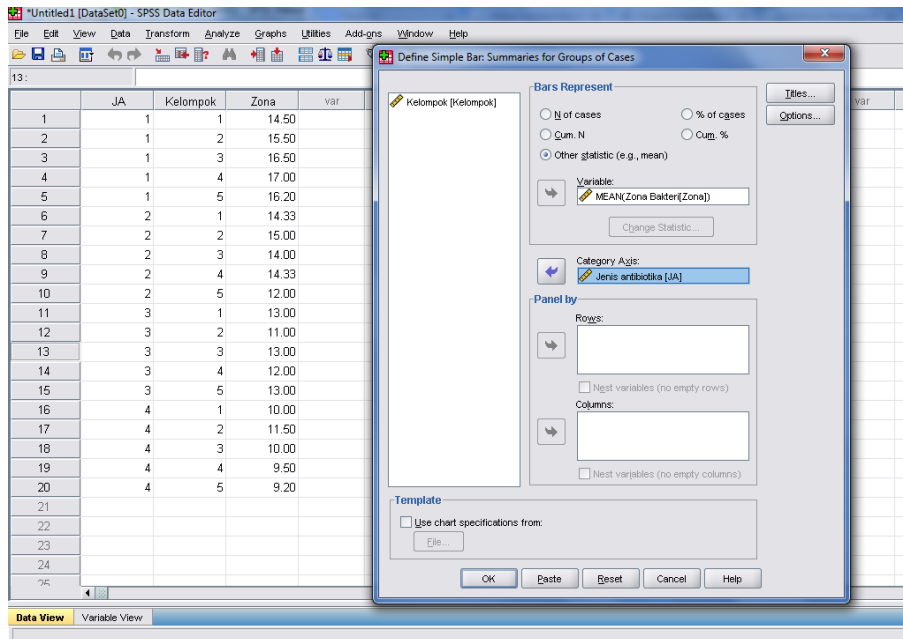 *Untitled1 [DataSet0] - SPSS Data Editor
File Edit View Data Transform Analyze Graphs Utilities Add-ons Window Help
13 :
JA Kelompok Zona var var
1 1 1 14.50
2 1 2 15.50
3 1 3 16.50
4 1 4 17.00
5 1 5 16.20
6 2 1 14.33
7 2 2 15.00
8 2 3 14.00
9 2 4 14.33
10 2 5 12.00
11 3 1 13.00
12 3 2 11.00
13 3 3 13.00
14 3 4 12.00
15 3 5 13.00
16 4 1 10.00
17 4 2 11.50
18 4 3 10.00
19 4 4 9.50
20 4 5 9.20
21
22
23
24
25
Data View Variable View
Define Simple Bar: Summaries for Groups of Cases
Kelompok [Kelompok]
Bars Represent
N of cases % of cases
Cum. N Cum. %
Other statistic (e.g., mean)
Variable:
MEAN(Zona Bakteri[Zona])
Change Statistic...
Category Axis:
Jenis antibiotika [JA]
Panel by
Rows:
Nest variables (no empty rows)
Columns:
Nest variables (no empty columns)
Titles...
Options...
Template
Use chart specifications from:
File...
OK Paste Reset Cancel Help